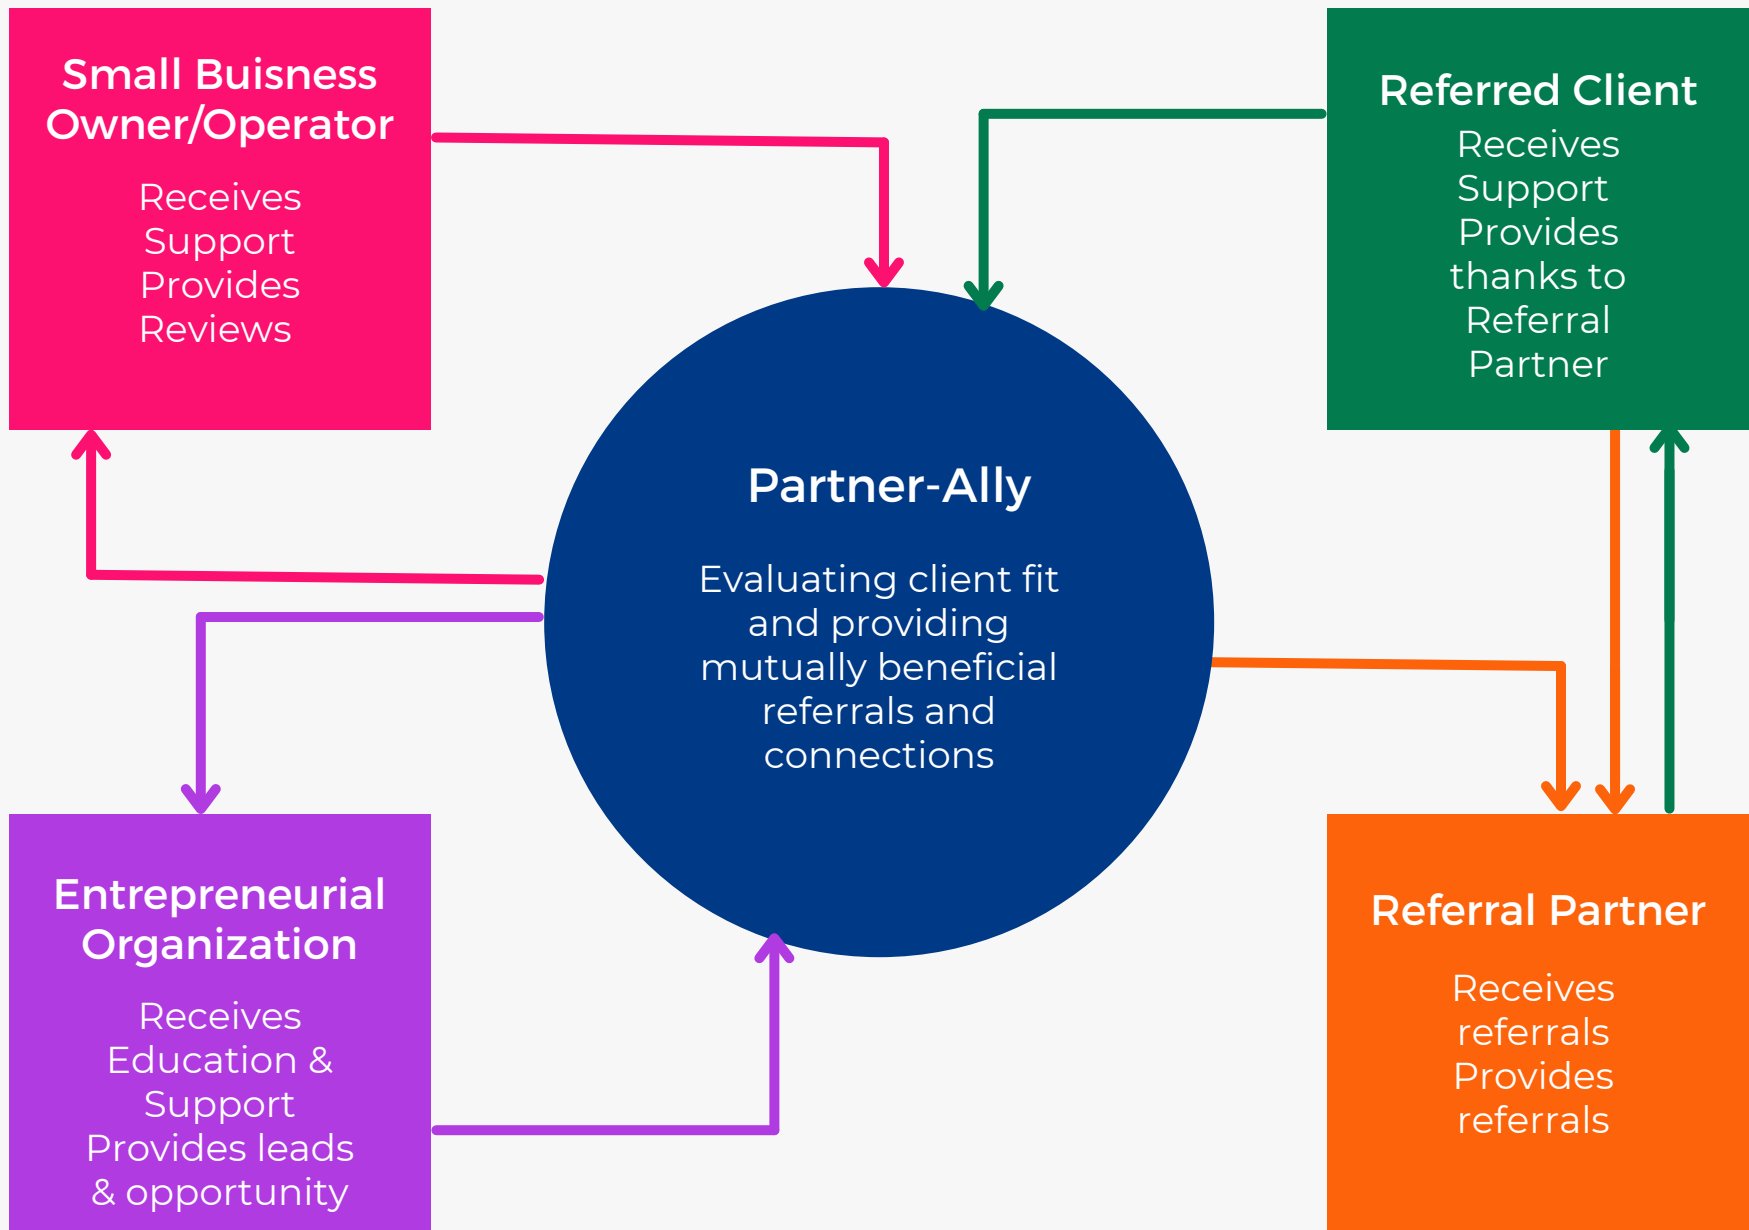 Small Buisness
Owner/Operator
Receives
Support
Provides
Reviews
Referred Client
Receives
Support
Provides
thanks to
Referral
Partner
Partner-Ally
Evaluating client fit
and providing
mutually beneficial
referrals and
connections
Entrepreneurial
Organization
Receives
Education &
Support
Provides leads
& opportunity
Referral Partner
Receives
referrals
Provides
referrals